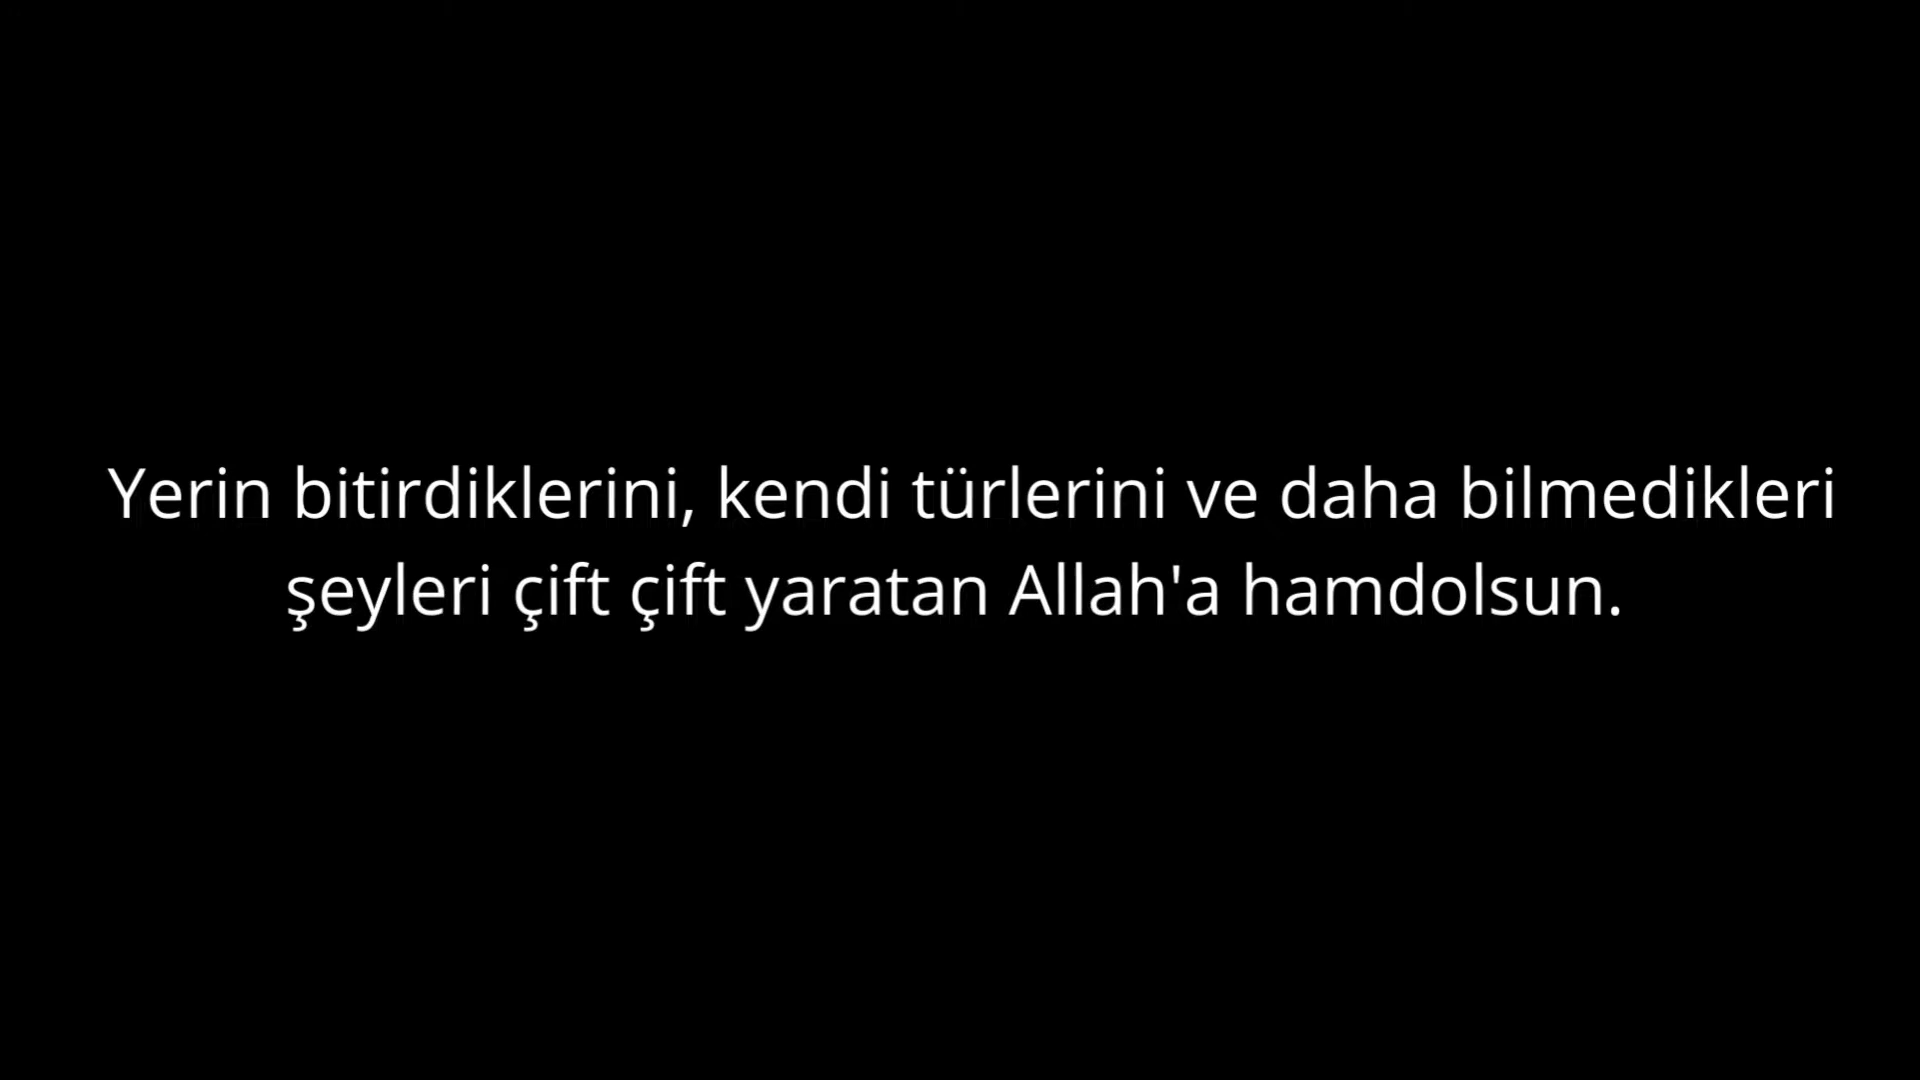 Yerin bitirdiklerini, kendi türlerini ve daha bilmedikleri
şeyleri çift çift yaratan Allah'a hamdolsun.